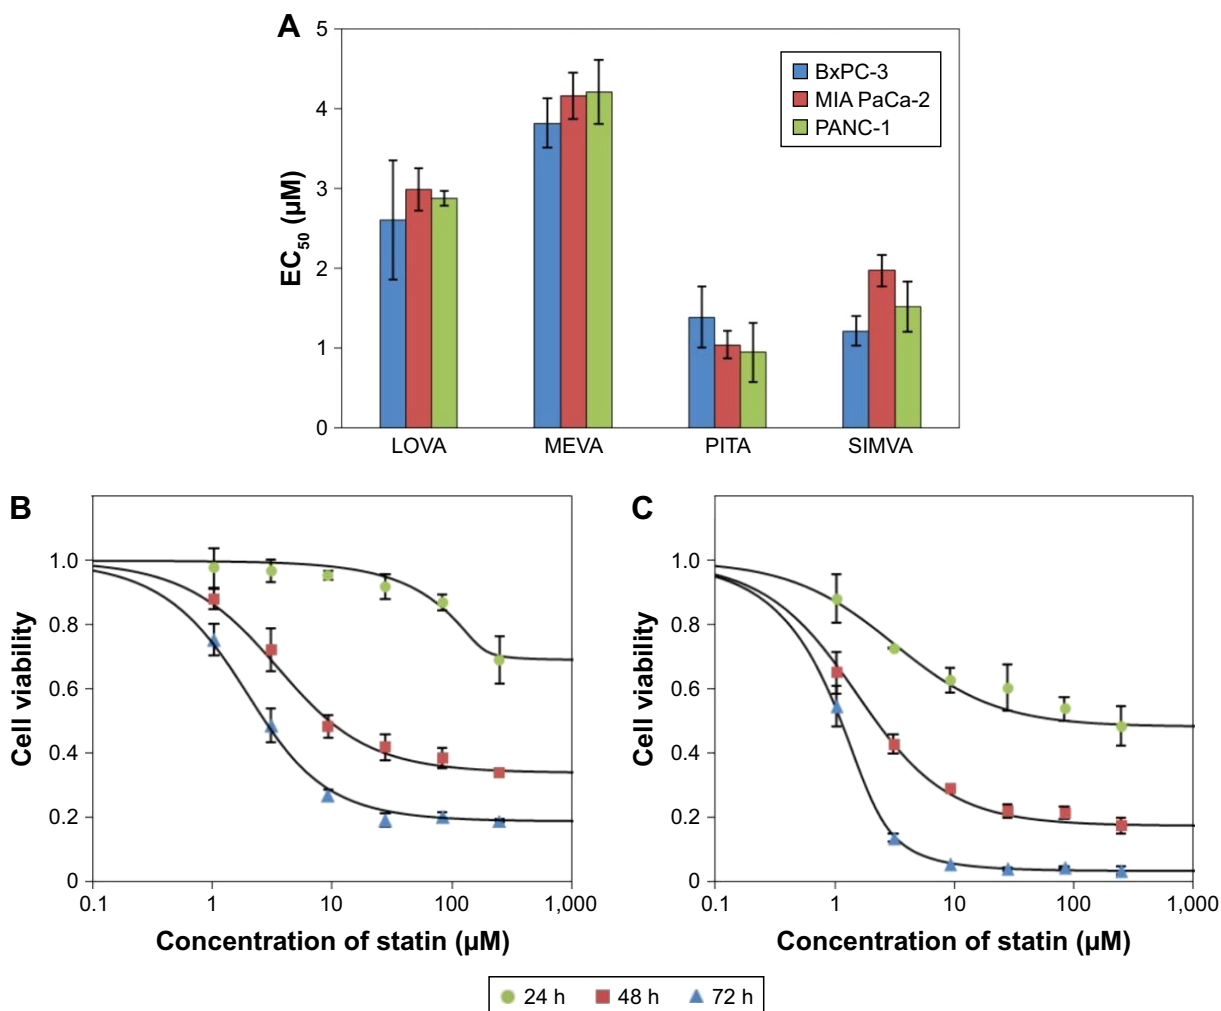 A
5
4
3
2
1
0
EC50 (µM)
BxPC-3
MIA PaCa-2
PANC-1
LOVA MEVA PITA SIMVA
B
1.0
0.8
0.6
0.4
0.2
0
Cell viability
0.1 1 10 100 1,000
Concentration of statin (µM)
C
1.0
0.8
0.6
0.4
0.2
0
Cell viability
0.1 1 10 100 1,000
Concentration of statin (µM)
24 h 48 h 72 h